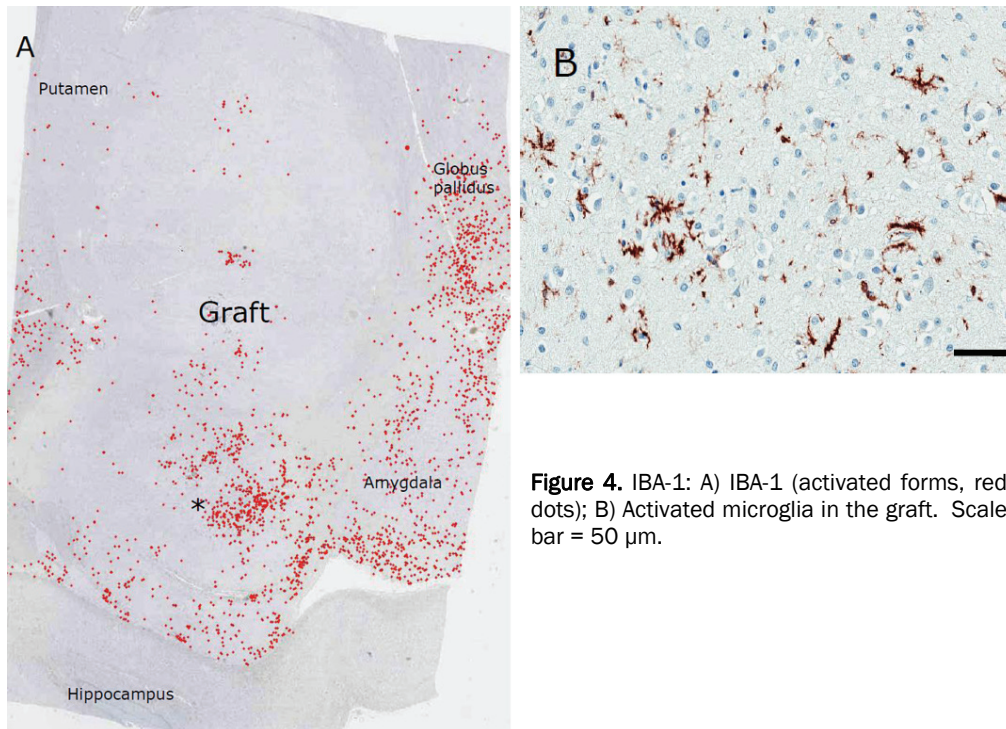 A
Putamen
Globus
pallidus
Graft
Amygdala
*
Hippocampus
B
Figure 4. IBA-1: A) IBA-1 (activated forms, red
dots); B) Activated microglia in the graft. Scale
bar = 50 µm.